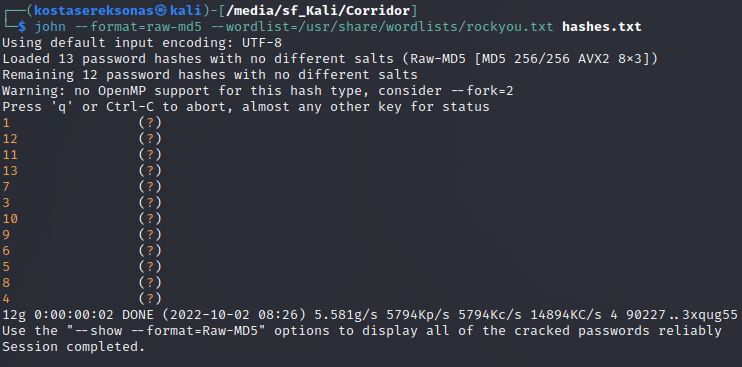 (kostasereksonas㉿kali)-[/media/sf_Kali/Corridor]
$ john --format=raw-md5 --wordlist=/usr/share/wordlists/rockyou.txt hashes.txt
Using default input encoding: UTF-8
Loaded 13 password hashes with no different salts (Raw-MD5 [MD5 256/256 AVX2 8×3])
Remaining 12 password hashes with no different salts
Warning: no OpenMP support for this hash type, consider --fork=2
Press 'q' or Ctrl-C to abort, almost any other key for status
1 (?)
12 (?)
11 (?)
13 (?)
7 (?)
3 (?)
10 (?)
9 (?)
6 (?)
5 (?)
8 (?)
4 (?)
12g 0:00:00:02 DONE (2022-10-02 08:26) 5.581g/s 5794Kp/s 5794Kc/s 14894KC/s 4 90227..3xqug55
Use the "--show --format=Raw-MD5" options to display all of the cracked passwords reliably
Session completed.